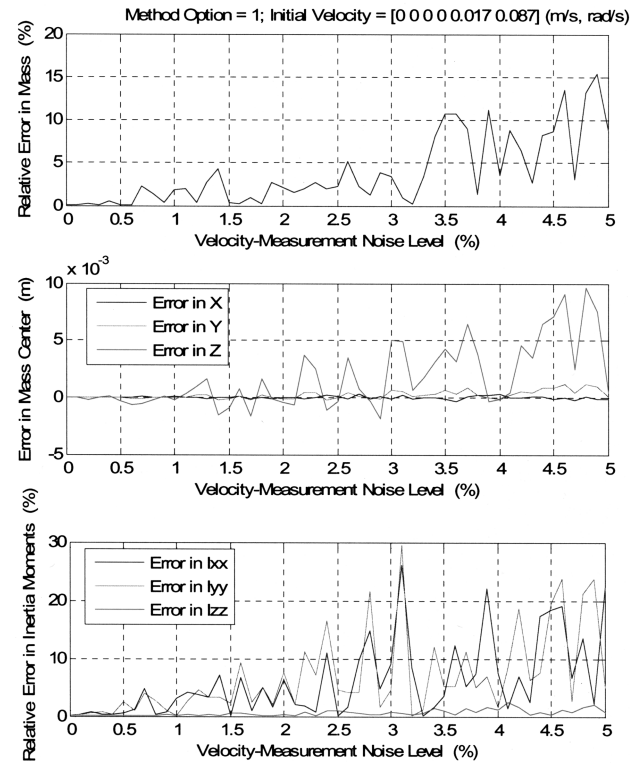 Method Option = 1; Initial Velocity = [0 0 0 0 0.017 0.087] (m/s, rad/s)
Relative Error in Mass (%)
20
15
10
5
0
0 0.5 1 1.5 2 2.5 3 3.5 4 4.5 5
Velocity-Measurement Noise Level (%)
x 10-3
Error in Mass Center (m)
10
5
0
-5
Error in X
Error in Y
Error in Z
0 0.5 1 1.5 2 2.5 3 3.5 4 4.5 5
Velocity-Measurement Noise Level (%)
Relative Error in Inertia Moments (%)
30
20
10
0
Error in Ixx
Error in Iyy
Error in Izz
0 0.5 1 1.5 2 2.5 3 3.5 4 4.5 5
Velocity-Measurement Noise Level (%)